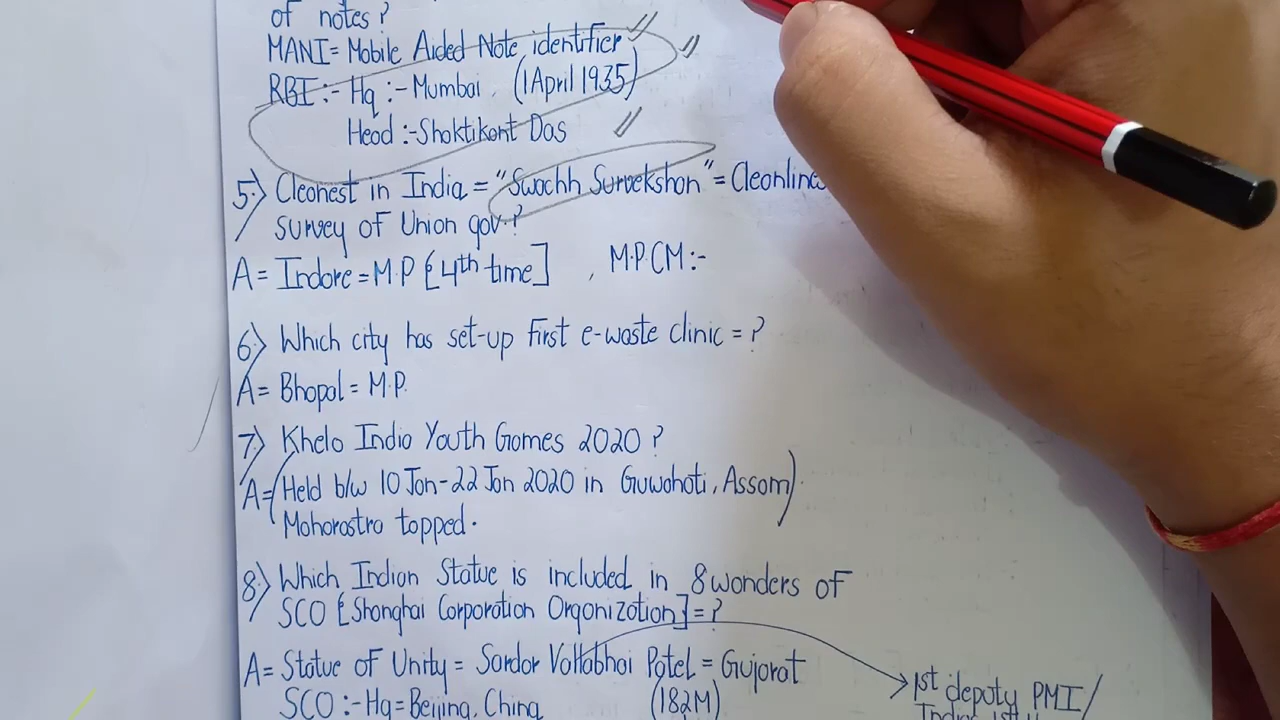 of notes?
MANI= Mobile Aided Note identifier
RBI:- Hq :- Mumbai, (1 April 1935)
Head :- Shaktikant Das
5> Cleanest in India = "Swachh Survekshan" = Cleanlines
survey of Union gov.?
A= Indore = M.P [4th time] , M.P CM:-
6> Which city has set-up first e-waste clinic = ?
A= Bhopal = M.P.
7> Khelo India Youth Games 2020 ?
A= (Held b/w 10 Jan-22 Jan 2020 in Guwahati, Assam)
Maharastra topped.
8> Which Indian Statue is included in 8 wonders of
SCO [Shanghai Corporation Organization] = ?
A= Statue of Unity = Sardar Vallabhai Patel = Gujarat
SCO :- Hq = Beijing, China (182M)
1st deputy PMI/